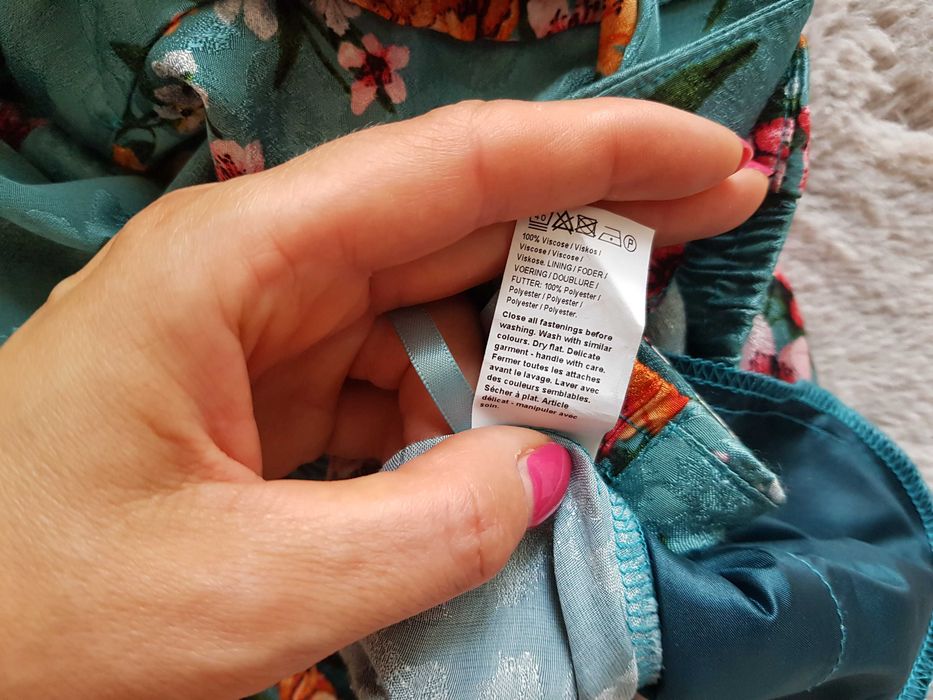 40 P
100% Viscose / Viskos /
Viscose / Viscose /
Viskose. LINING / FODER /
VOERING / DOUBLURE /
FUTTER: 100% Polyester /
Polyester / Polyester /
Polyester / Polyester.
Close all fastenings before
washing. Wash with similar
colours. Dry flat. Delicate
garment - handle with care.
Fermer toutes les attaches
avant le lavage. Laver avec
des couleurs semblables.
Sécher à plat. Article
délicat - manipuler avec
soin.